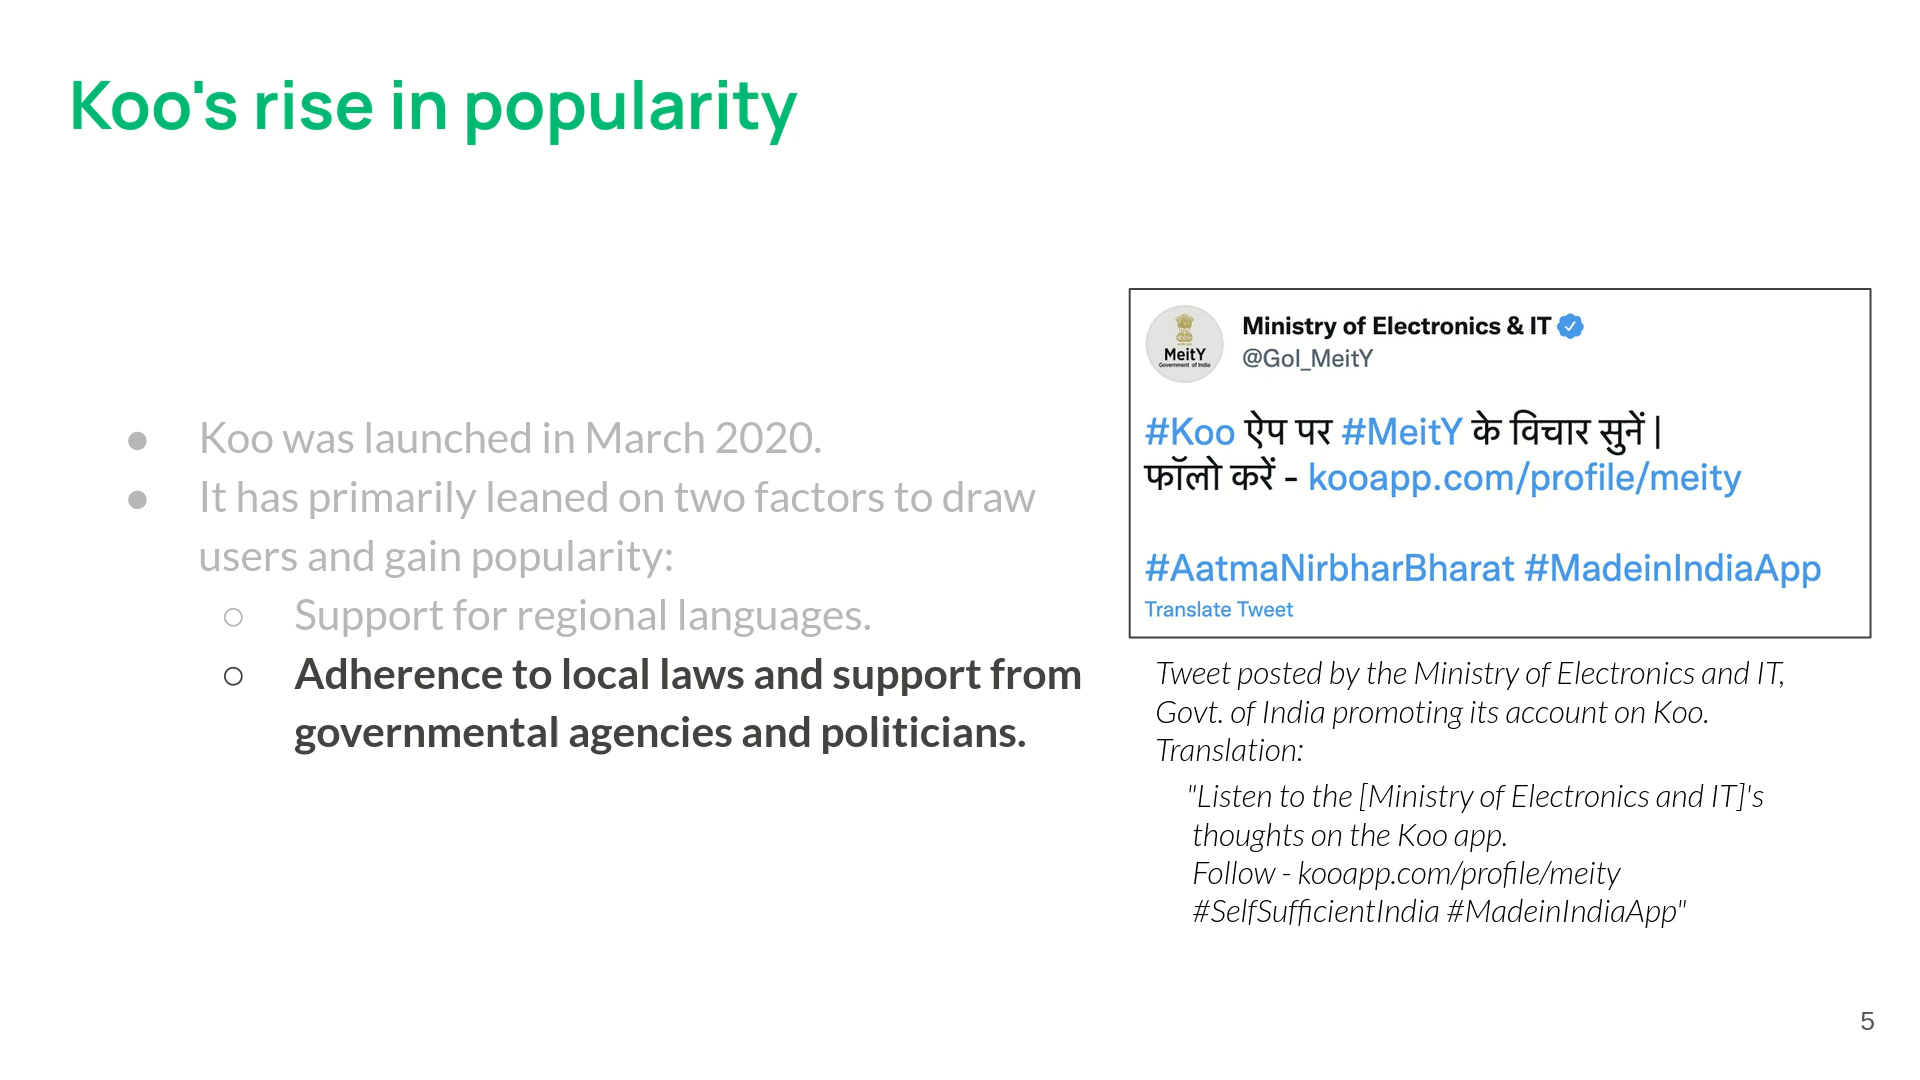 Koo's rise in popularity
● Koo was launched in March 2020.
● It has primarily leaned on two factors to draw
users and gain popularity:
○ Support for regional languages.
○ Adherence to local laws and support from
governmental agencies and politicians.
MeitY
Government of India
Ministry of Electronics & IT
@GoI_MeitY
#Koo ऐप पर #MeitY के विचार सुनें |
फॉलो करें - kooapp.com/profile/meity
#AatmaNirbharBharat #MadeinIndiaApp
Translate Tweet
Tweet posted by the Ministry of Electronics and IT,
Govt. of India promoting its account on Koo.
Translation:
"Listen to the [Ministry of Electronics and IT]'s
thoughts on the Koo app.
Follow - kooapp.com/profile/meity
#SelfSufficientIndia #MadeinIndiaApp"
5